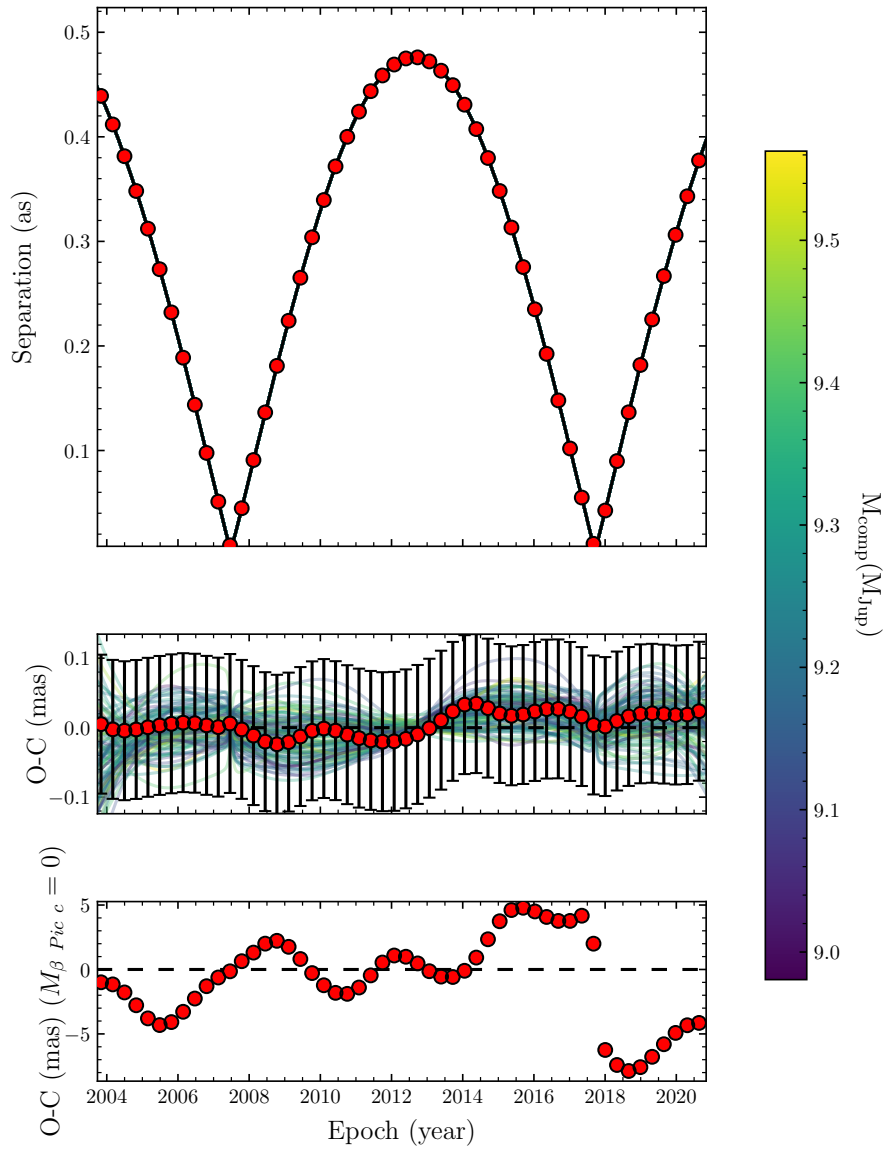 0.5
0.4
0.3
0.2
0.1
Separation (as)
0.1
0.0
−0.1
O-C (mas)
5
0
−5
O-C (mas) (M_β Pic c = 0)
2004 2006 2008 2010 2012 2014 2016 2018 2020
Epoch (year)
9.5
9.4
9.3
9.2
9.1
9.0
M_comp (M_Jup)